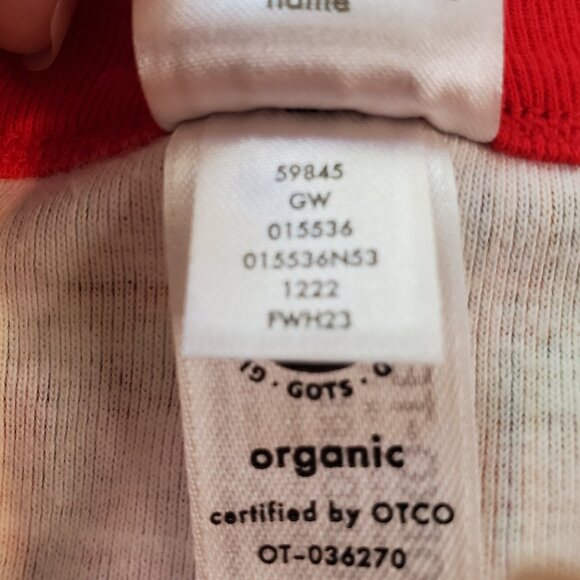 name
59845
GW
015536
015536N53
1222
FWH23
· GOTS ·
organic
certified by OTCO
OT-036270